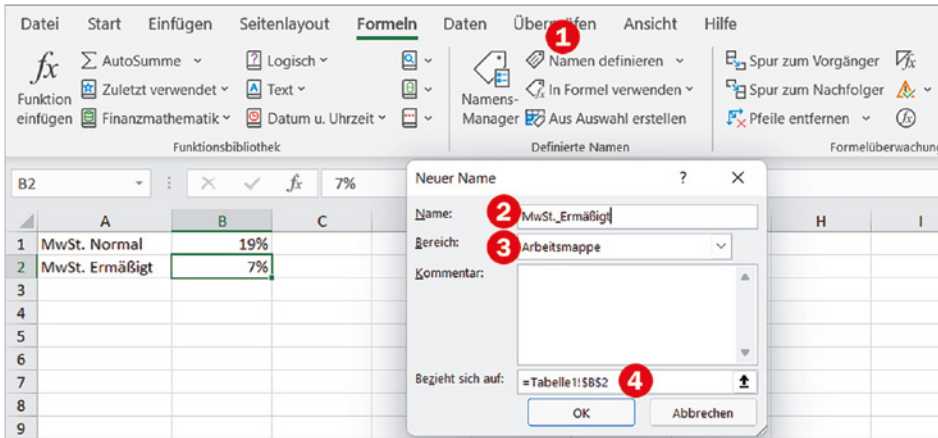 Datei Start Einfügen Seitenlayout Formeln Daten Überprüfen Ansicht Hilfe
1
fx
Funktion einfügen
AutoSumme
Zuletzt verwendet
Finanzmathematik
Logisch
Text
Datum u. Uhrzeit
Funktionsbibliothek
Namens-
Manager
Namen definieren
In Formel verwenden
Aus Auswahl erstellen
Definierte Namen
Spur zum Vorgänger
Spur zum Nachfolger
Pfeile entfernen
fx
fx
Formelüberwachung
B2 fx 7%
A B C H I
1 MwSt. Normal 19%
2 MwSt. Ermäßigt 7%
3
4
5
6
7
8
9
Neuer Name ?
Name: 2 MwSt._Ermäßigt
Bereich: 3 Arbeitsmappe
Kommentar:
Bezieht sich auf: =Tabelle1!$B$2 4
OK Abbrechen